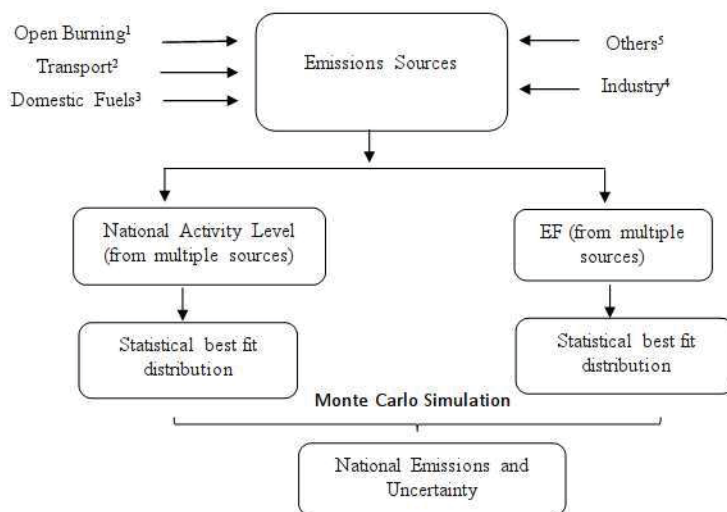 Open Burning¹
Transport²
Domestic Fuels³
Emissions Sources
Others⁵
Industry⁴
National Activity Level
(from multiple sources)
EF (from multiple
sources)
Statistical best fit
distribution
Statistical best fit
distribution
Monte Carlo Simulation
National Emissions and
Uncertainty